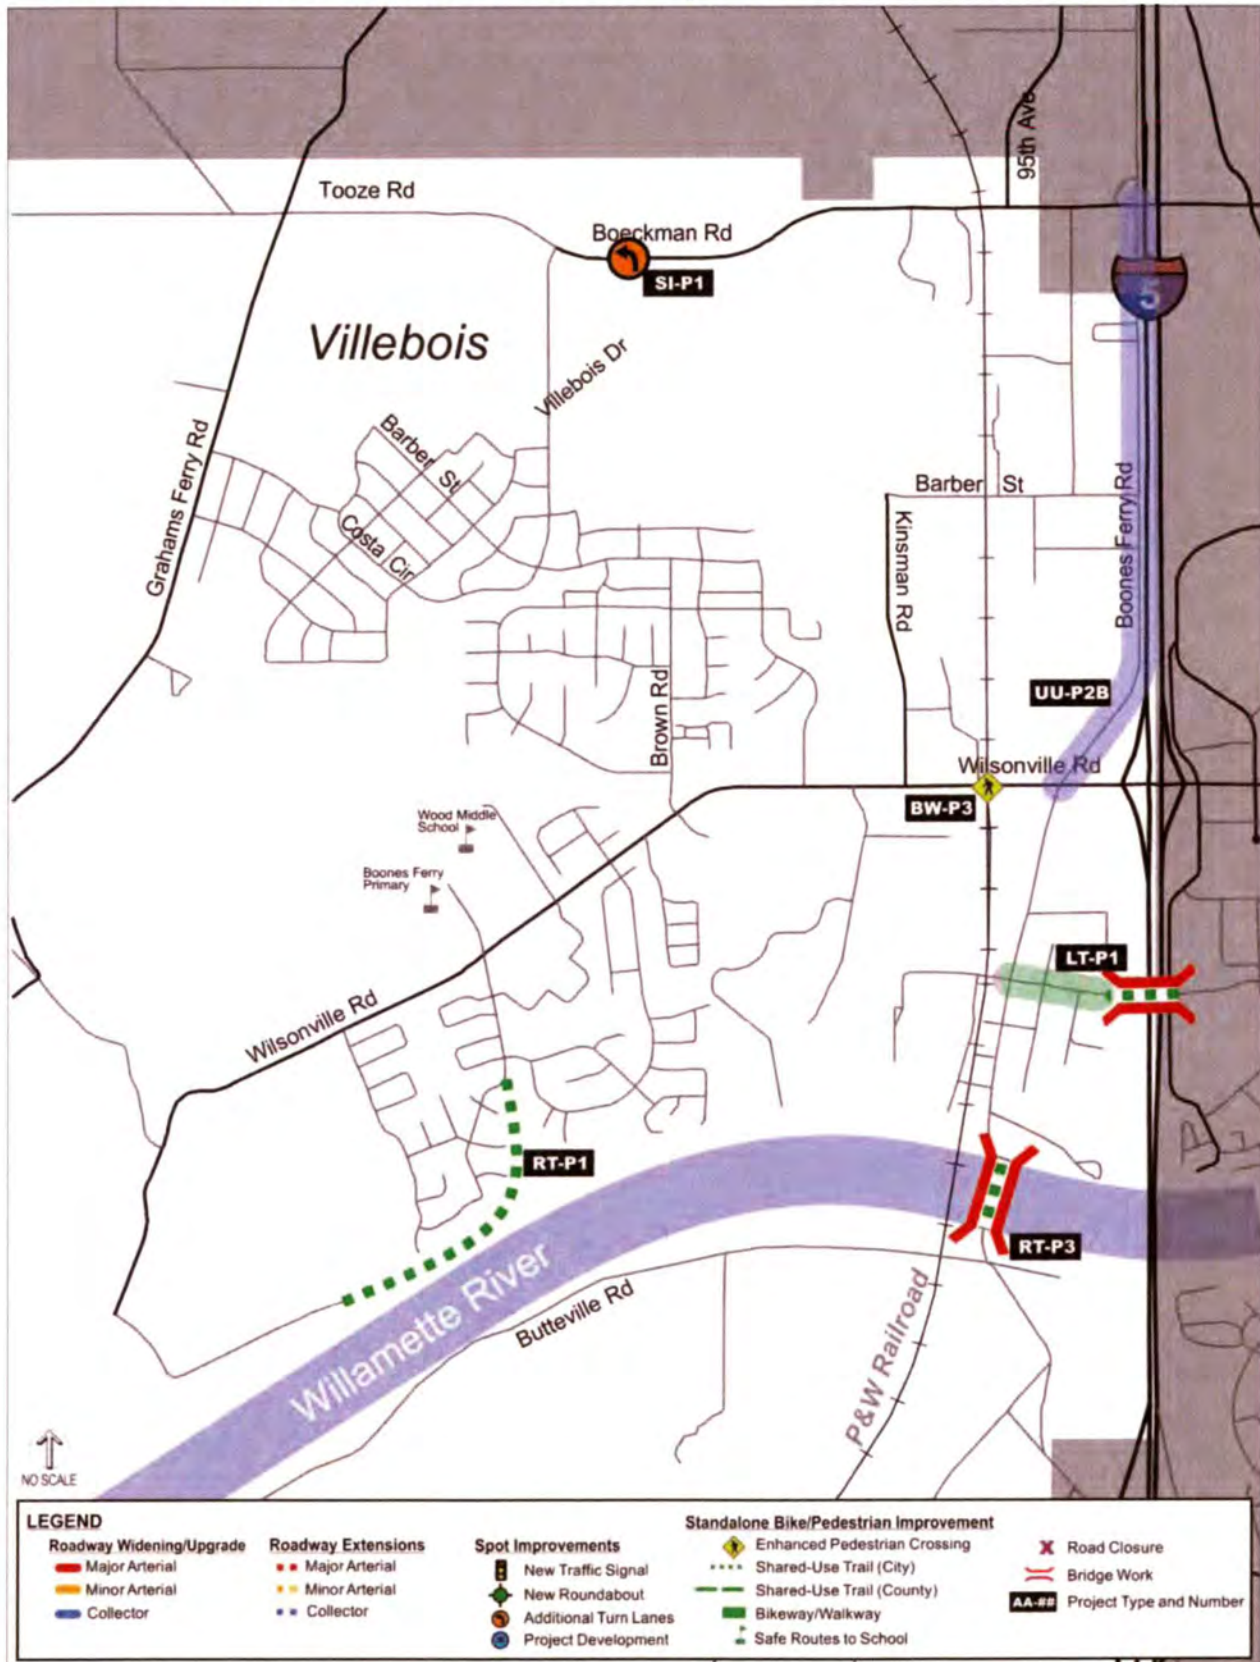 95th Ave
Tooze Rd
Boeckman Rd
SI-P1
5
Villebois
Villebois Dr
Barber St
Grahams Ferry Rd
Costa Cir
Barber St
Kinsman Rd
Boones Ferry Rd
UU-P2B
Brown Rd
Wilsonville Rd
BW-P3
Wood Middle
School
Boones Ferry
Primary
LT-P1
Wilsonville Rd
RT-P1
RT-P3
Willamette River
Butteville Rd
P&W Railroad
NO SCALE
LEGEND
Roadway Widening/Upgrade
Major Arterial
Minor Arterial
Collector
Roadway Extensions
Major Arterial
Minor Arterial
Collector
Spot Improvements
New Traffic Signal
New Roundabout
Additional Turn Lanes
Project Development
Standalone Bike/Pedestrian Improvement
Enhanced Pedestrian Crossing
Shared-Use Trail (City)
Shared-Use Trail (County)
Bikeway/Walkway
Safe Routes to School
Road Closure
Bridge Work
AA-## Project Type and Number